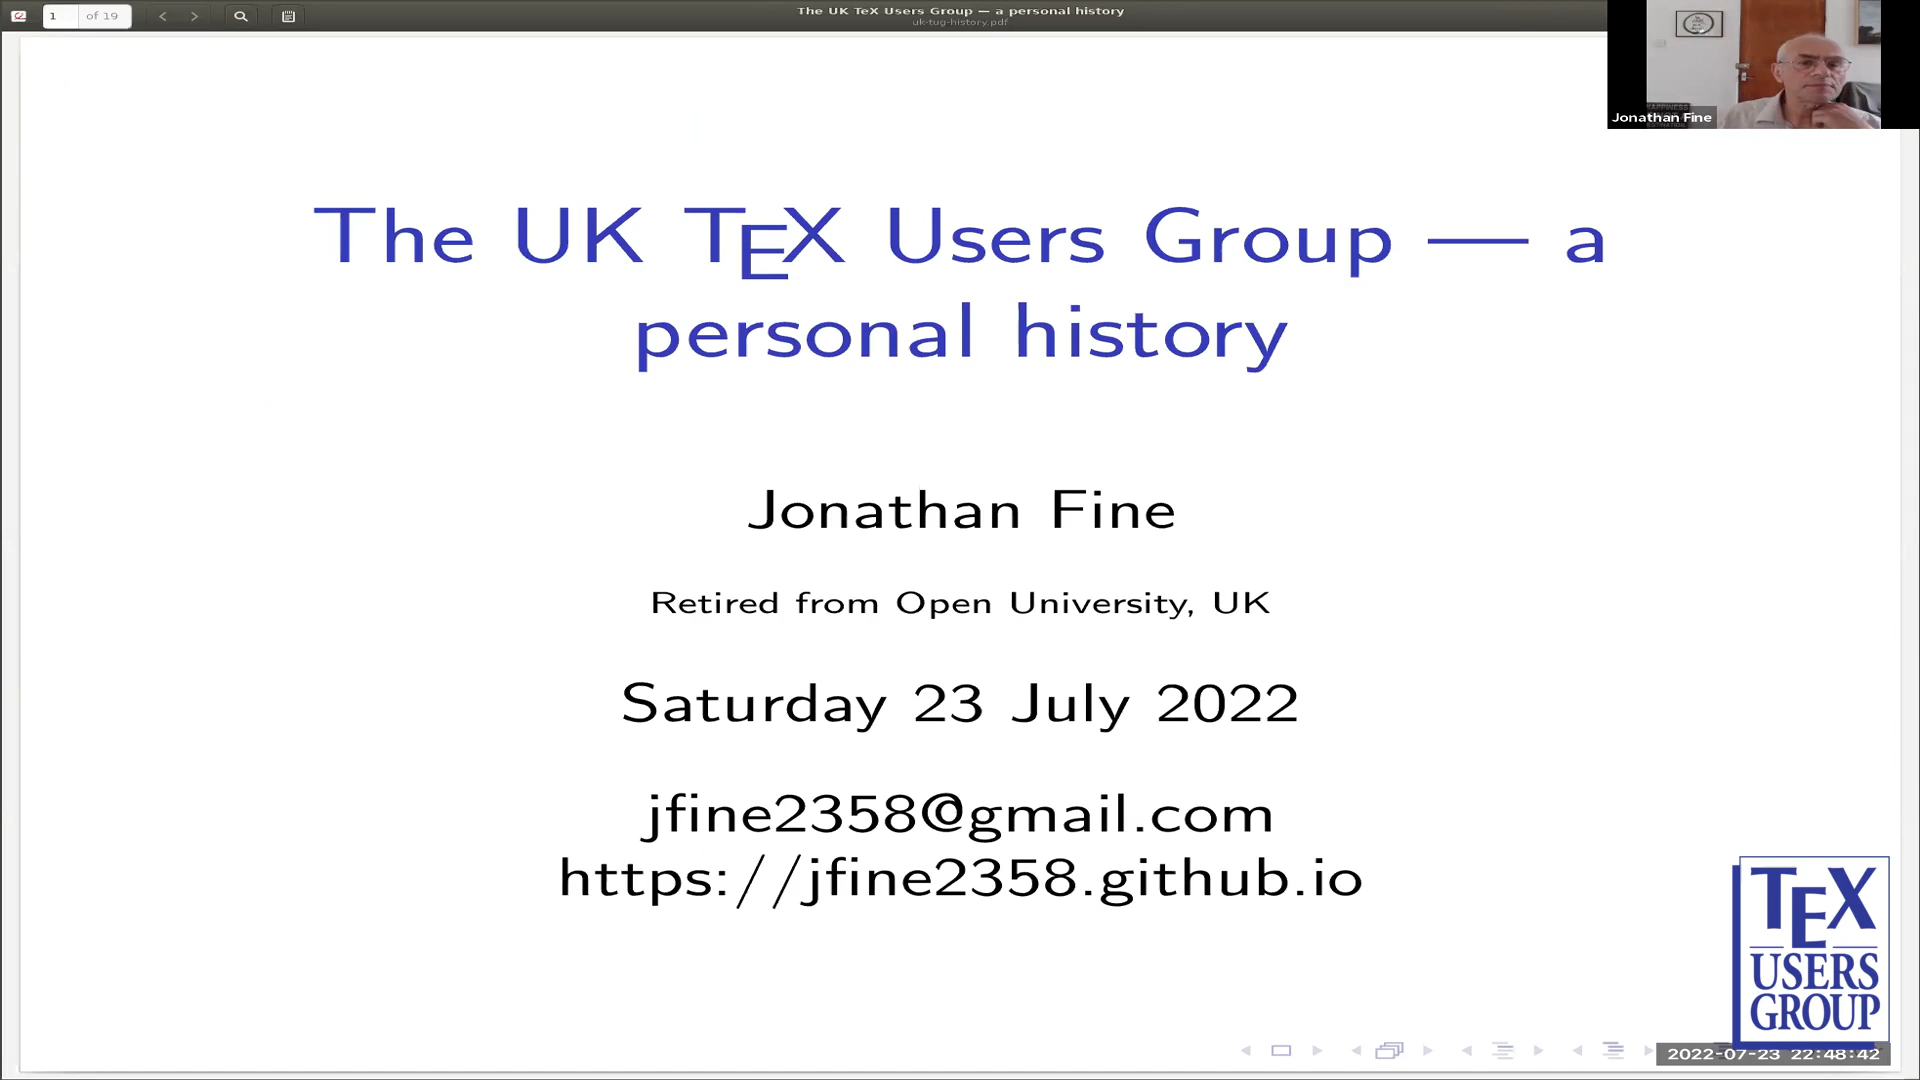 1 of 19
The UK TeX Users Group — a personal history
uk-tug-history.pdf
Jonathan Fine
The UK TEX Users Group — a
personal history
Jonathan Fine
Retired from Open University, UK
Saturday 23 July 2022
jfine2358@gmail.com
https://jfine2358.github.io
TEX
USERS
GROUP
2022-07-23 22:48:42